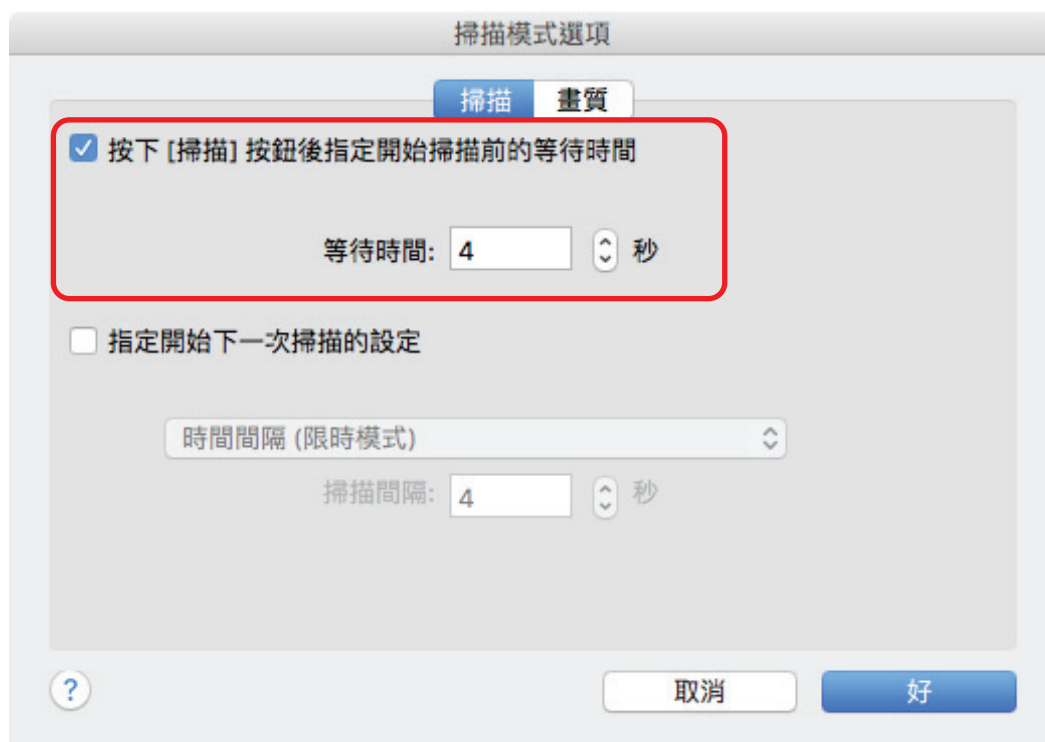 掃描模式選項
掃描 畫質
按下 [掃描] 按鈕後指定開始掃描前的等待時間
等待時間: 4 秒
指定開始下一次掃描的設定
時間間隔 (限時模式)
掃描間隔: 4 秒
? 取消 好